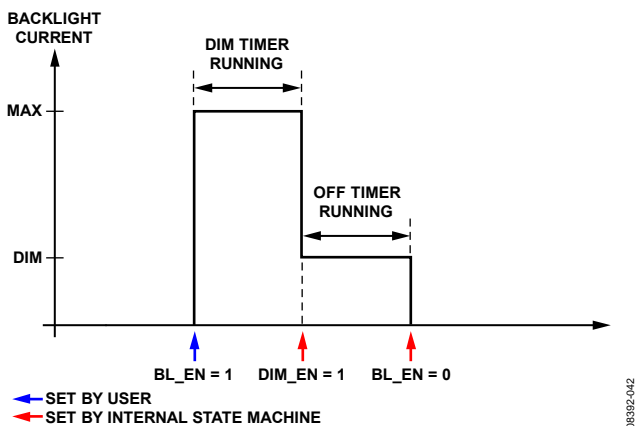 BACKLIGHT
CURRENT
DIM TIMER
RUNNING
MAX
OFF TIMER
RUNNING
DIM
BL_EN = 1
DIM_EN = 1
BL_EN = 0
SET BY USER
SET BY INTERNAL STATE MACHINE
08392-042